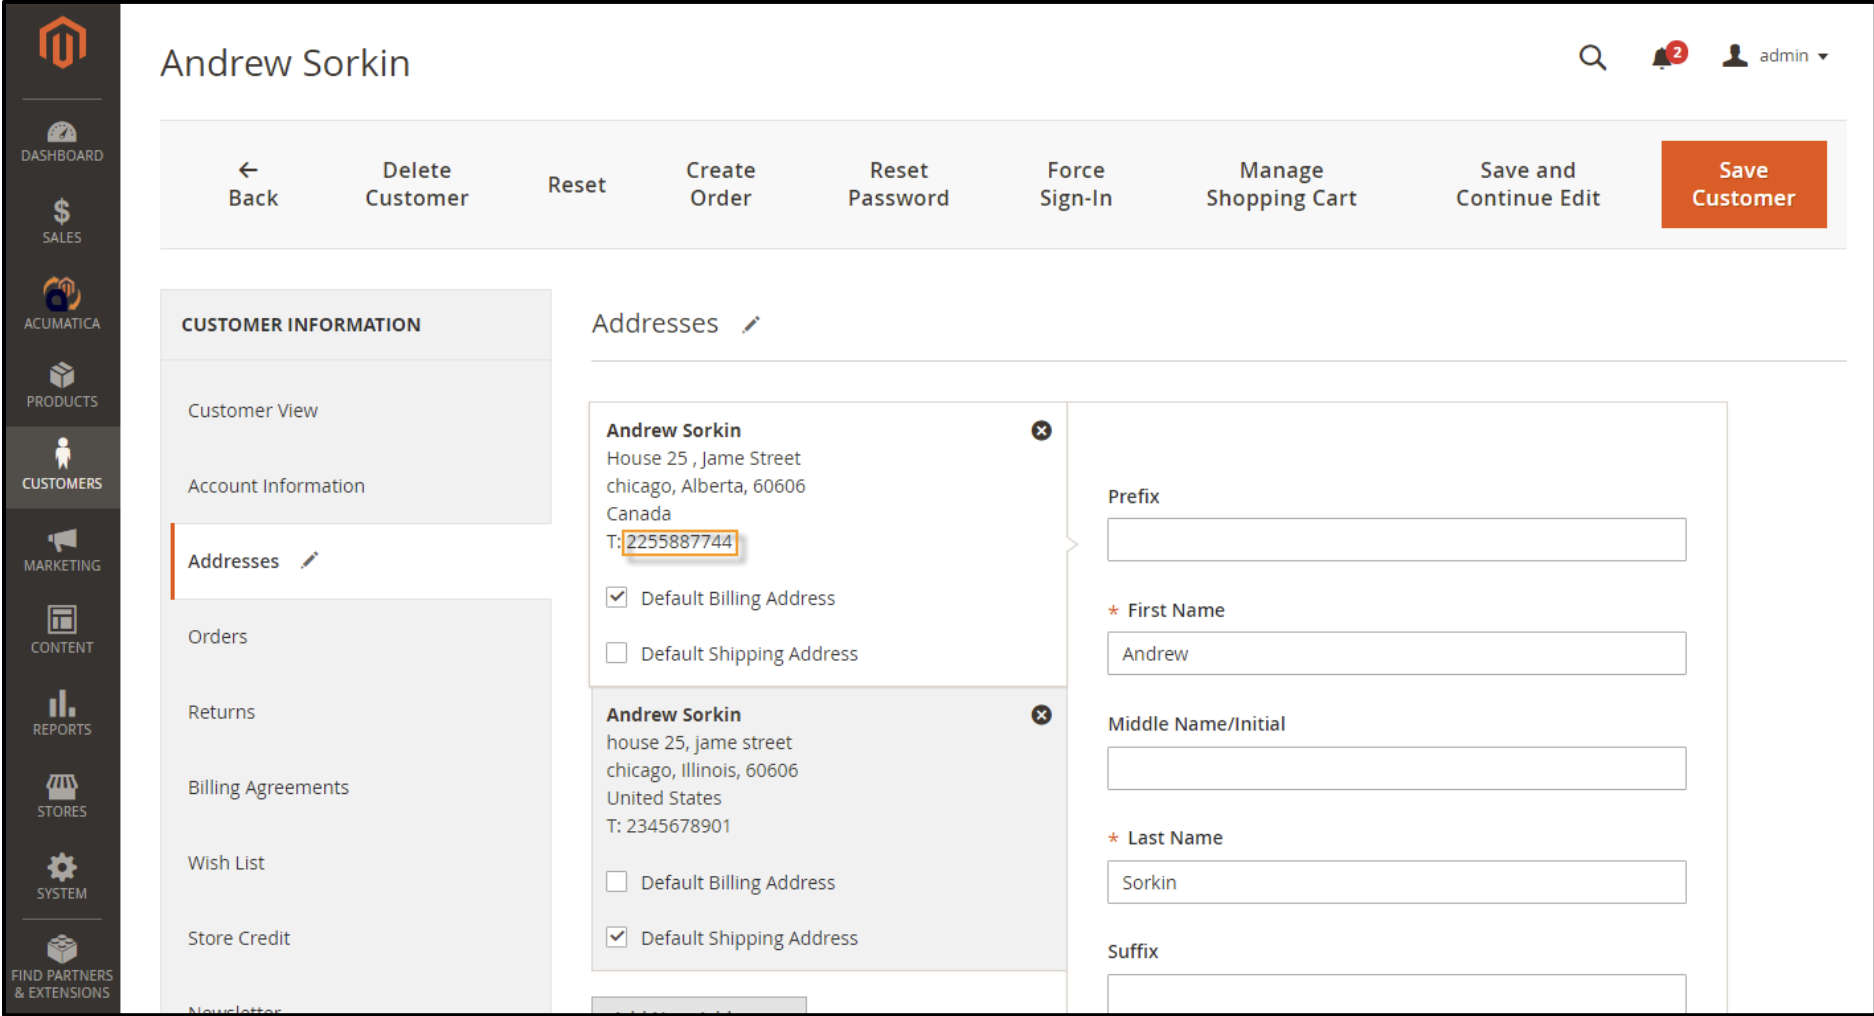 Andrew Sorkin
2
admin
DASHBOARD
SALES
ACUMATICA
PRODUCTS
CUSTOMERS
MARKETING
CONTENT
REPORTS
STORES
SYSTEM
FIND PARTNERS
& EXTENSIONS
Back
Delete
Customer
Reset
Create
Order
Reset
Password
Force
Sign-In
Manage
Shopping Cart
Save and
Continue Edit
Save
Customer
CUSTOMER INFORMATION
Customer View
Account Information
Addresses
Orders
Returns
Billing Agreements
Wish List
Store Credit
Newsletter
Addresses
Andrew Sorkin
House 25 , Jame Street
chicago, Alberta, 60606
Canada
T: 2255887744
Default Billing Address
Default Shipping Address
Andrew Sorkin
house 25, jame street
chicago, Illinois, 60606
United States
T: 2345678901
Default Billing Address
Default Shipping Address
Prefix
* First Name
Andrew
Middle Name/Initial
* Last Name
Sorkin
Suffix